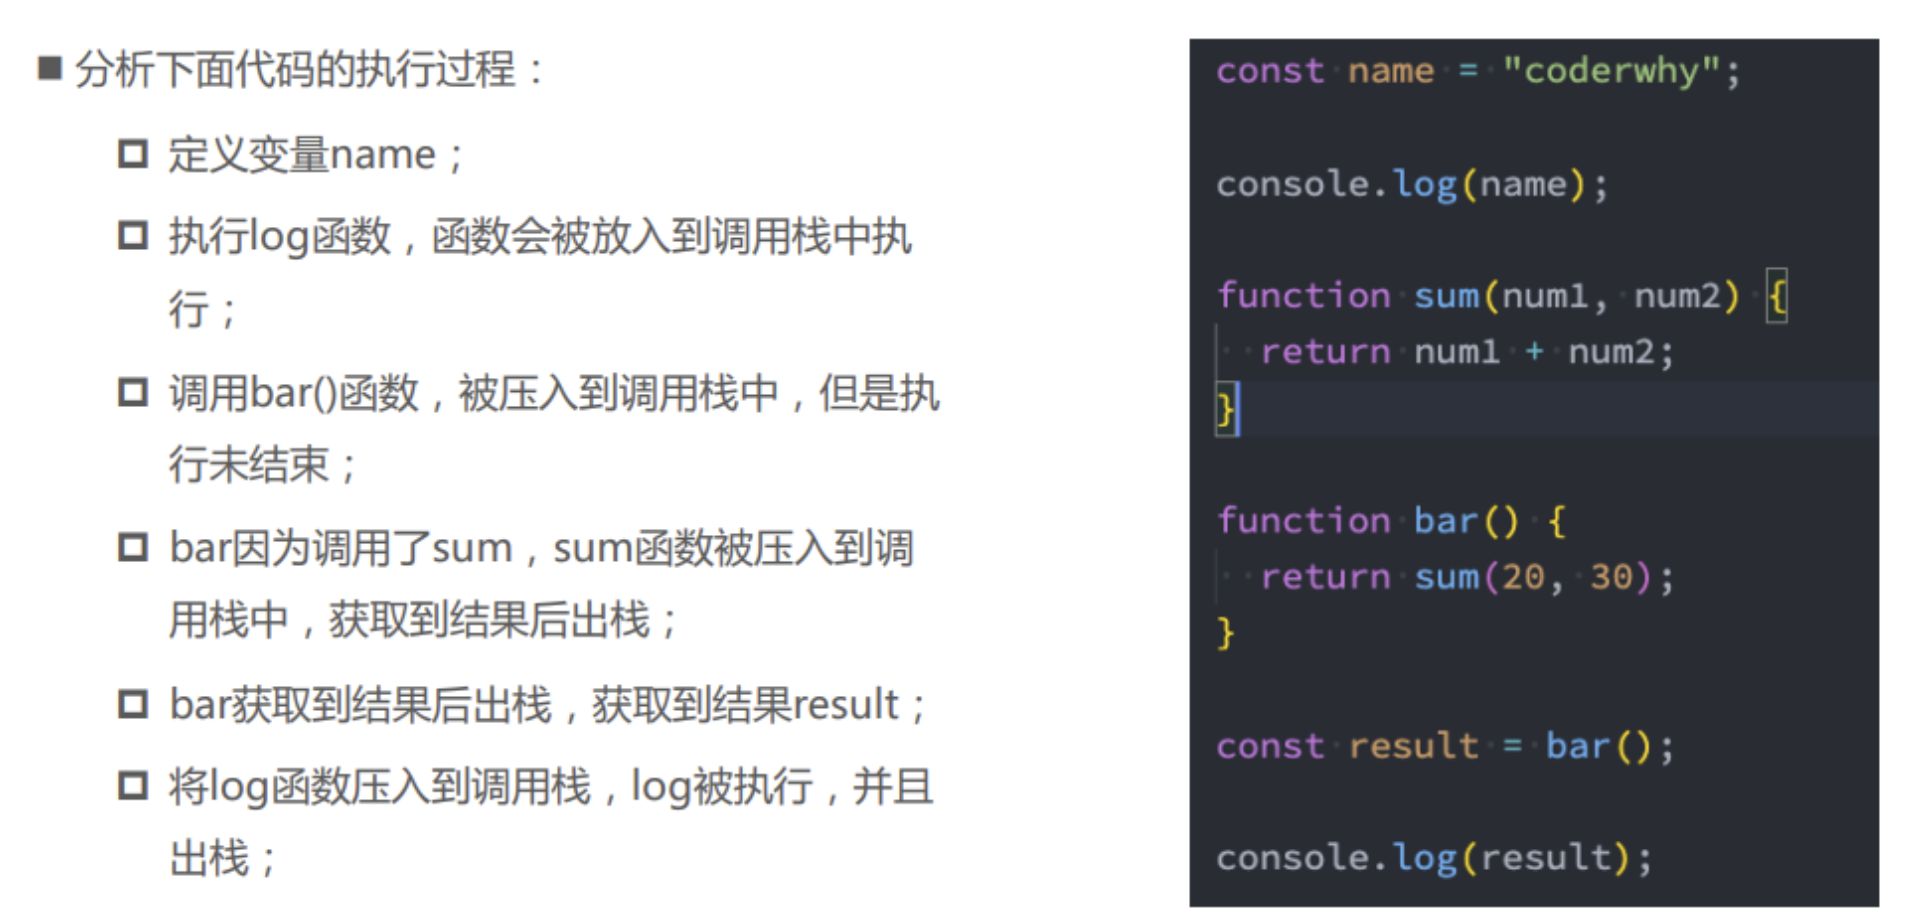 分析下面代码的执行过程：
定义变量name；
执行log函数，函数会被放入到调用栈中执
行；
调用bar()函数，被压入到调用栈中，但是执
行未结束；
bar因为调用了sum，sum函数被压入到调
用栈中，获取到结果后出栈；
bar获取到结果后出栈，获取到结果result；
将log函数压入到调用栈，log被执行，并且
出栈；
const name = "coderwhy";
console.log(name);
function sum(num1, num2) {
  return num1 + num2;
}
function bar() {
  return sum(20, 30);
}
const result = bar();
console.log(result);